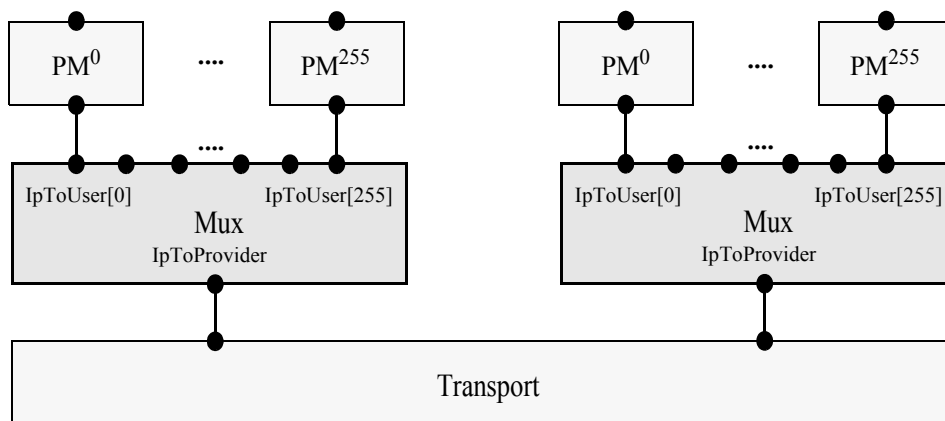 PM0 .... PM255 PM0 .... PM255
.... ....
IpToUser[0] IpToUser[255] IpToUser[0] IpToUser[255]
Mux Mux
IpToProvider IpToProvider
Transport